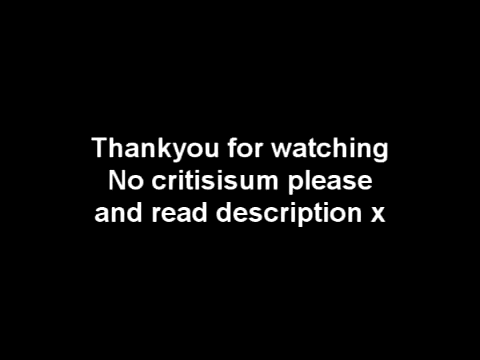 Thankyou for watching
No critisisum please
and read description x